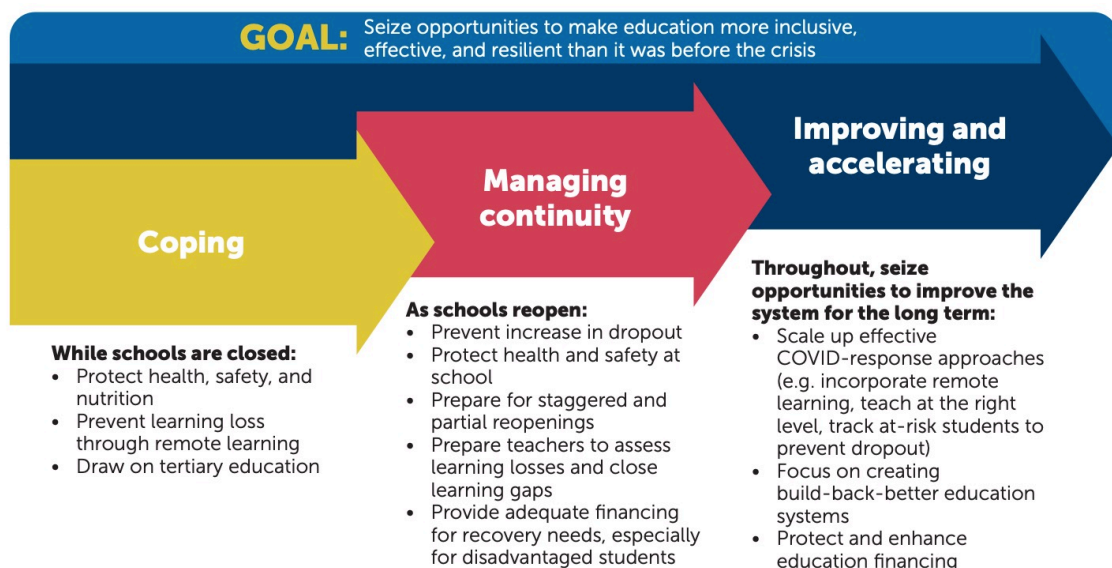 GOAL: Seize opportunities to make education more inclusive,
effective, and resilient than it was before the crisis
Coping
While schools are closed:
• Protect health, safety, and
nutrition
• Prevent learning loss
through remote learning
• Draw on tertiary education
Managing
continuity
As schools reopen:
• Prevent increase in dropout
• Protect health and safety at
school
• Prepare for staggered and
partial reopenings
• Prepare teachers to assess
learning losses and close
learning gaps
• Provide adequate financing
for recovery needs, especially
for disadvantaged students
Improving and
accelerating
Throughout, seize
opportunities to improve the
system for the long term:
• Scale up effective
COVID-response approaches
(e.g. incorporate remote
learning, teach at the right
level, track at-risk students to
prevent dropout)
• Focus on creating
build-back-better education
systems
• Protect and enhance
education financing